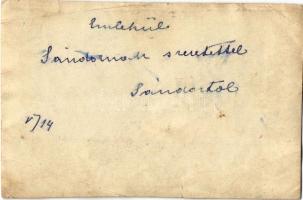 Emlékül
Sándornak szeretettel
Sándortól
V/14